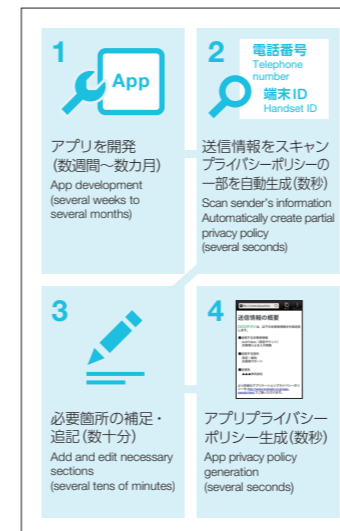 1
App
アプリを開発
(数週間～数カ月)
App development
(several weeks to
several months)
2
電話番号
Telephone
number
端末ID
Handset ID
送信情報をスキャン
プライバシーポリシーの
一部を自動生成(数秒)
Scan sender's information
Automatically create partial
privacy policy
(several seconds)
3
必要箇所の補足・
追記(数十分)
Add and edit necessary
sections
(several tens of minutes)
4
送信情報の概要
アプリプライバシー
ポリシー生成(数秒)
App privacy policy
generation
(several seconds)